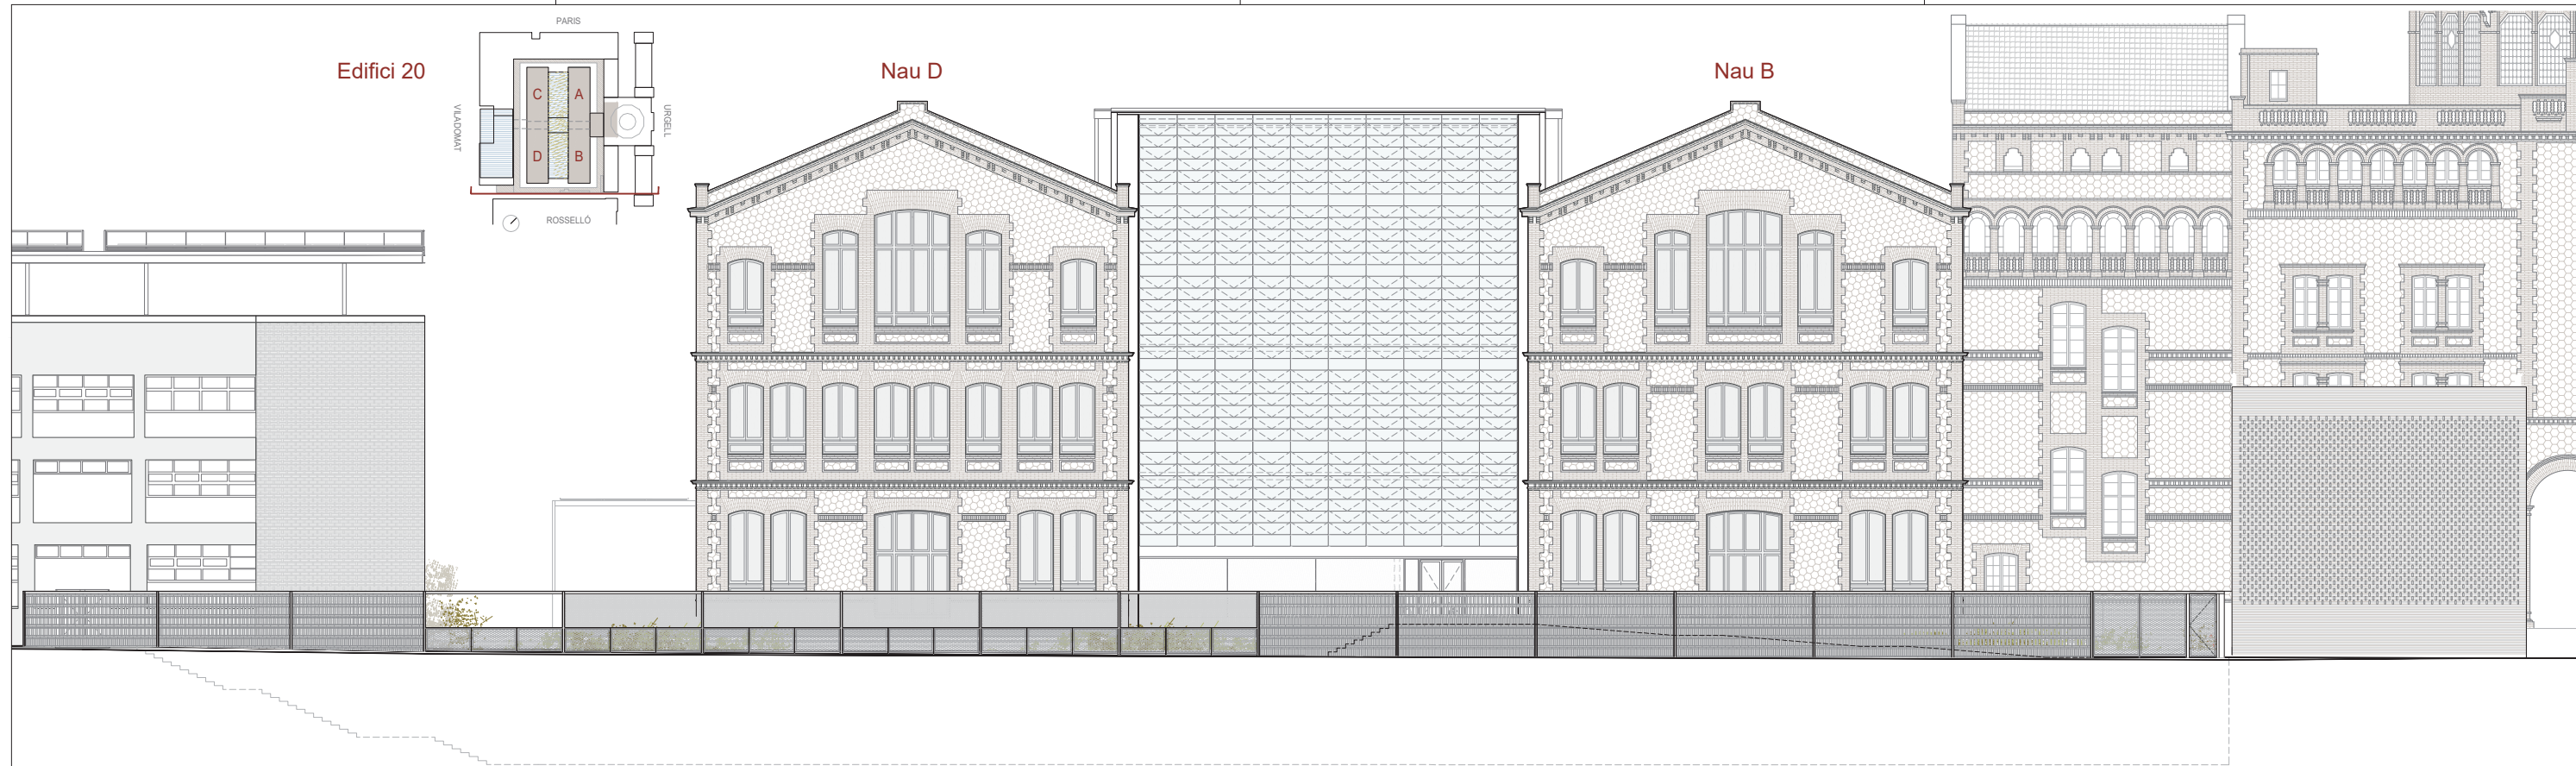 PARIS
Edifici 20
Nau D
Nau B
C
A
VILADOMAT
URGELL
D
B
ROSSELLÓ